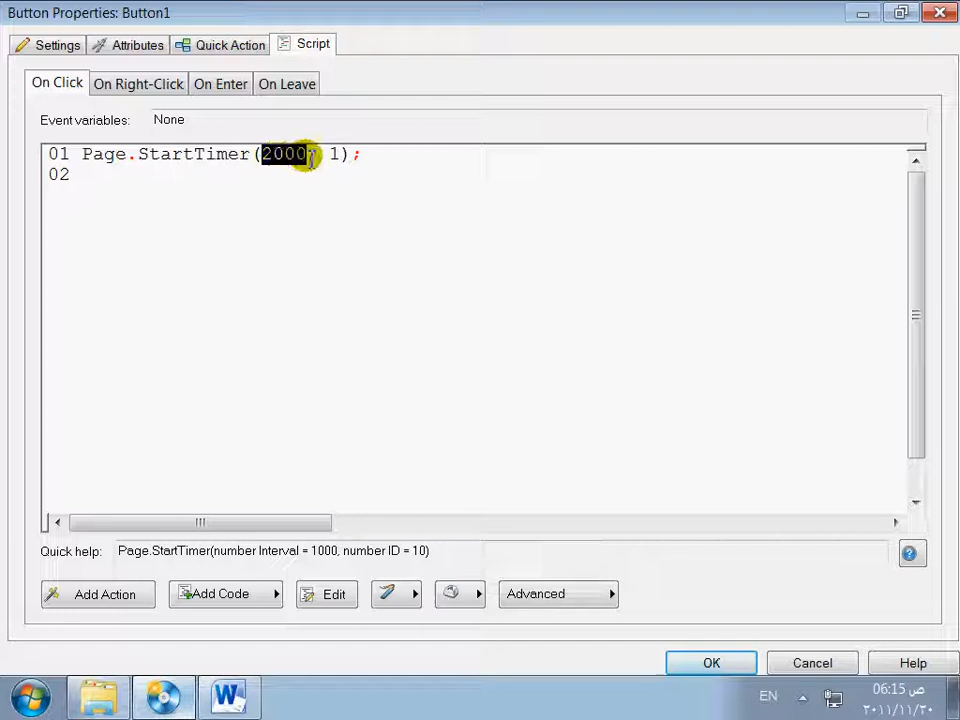 Button Properties: Button1
Settings Attributes Quick Action Script
On Click On Right-Click On Enter On Leave
Event variables: None
01 Page.StartTimer(2000, 1);
02
Quick help: Page.StartTimer(number Interval = 1000, number ID = 10)
Add Action Add Code Edit Advanced
OK Cancel Help
EN 06:15 ص
٢٠١١/١١/٢٠